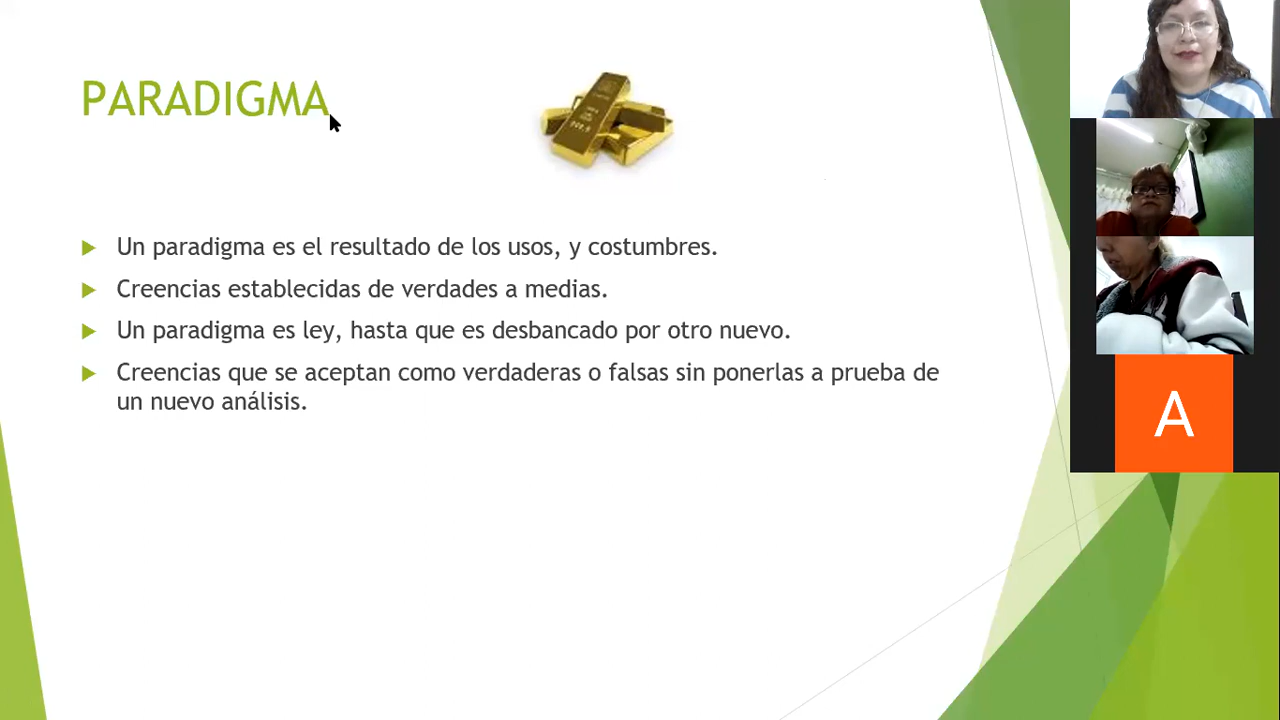 PARADIGMA
Un paradigma es el resultado de los usos, y costumbres.
Creencias establecidas de verdades a medias.
Un paradigma es ley, hasta que es desbancado por otro nuevo.
Creencias que se aceptan como verdaderas o falsas sin ponerlas a prueba de
un nuevo análisis.
A